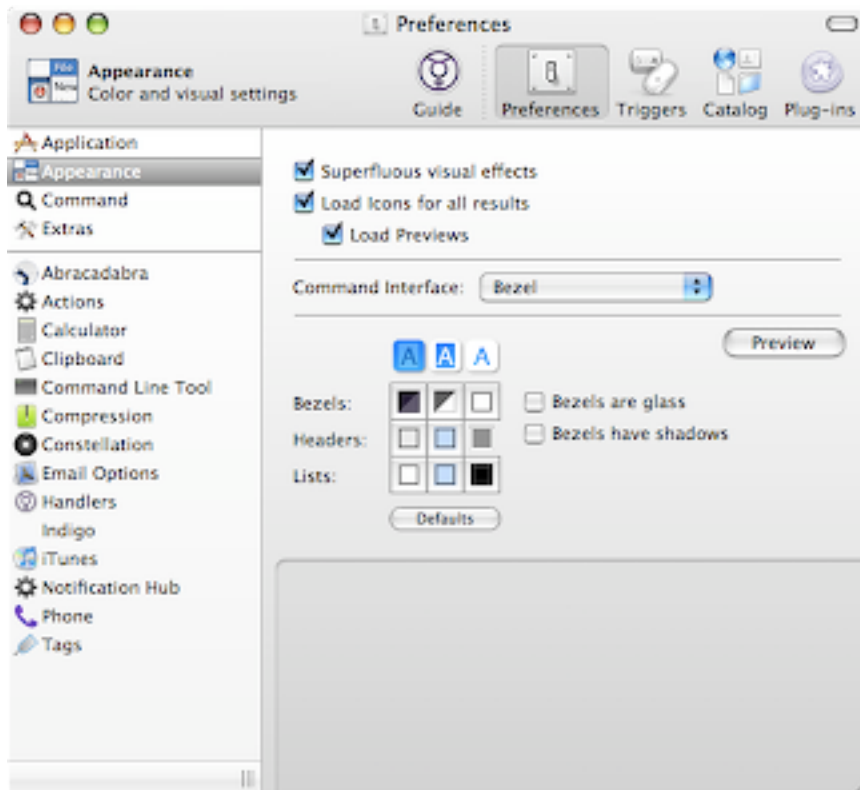 Preferences
Appearance
Color and visual settings
Guide
Preferences
Triggers
Catalog
Plug-ins
Application
Appearance
Command
Extras
Abracadabra
Actions
Calculator
Clipboard
Command Line Tool
Compression
Constellation
Email Options
Handlers
Indigo
iTunes
Notification Hub
Phone
Tags
Superfluous visual effects
Load Icons for all results
Load Previews
Command Interface: Bezel
Preview
A A A
Bezels:
Bezels are glass
Headers:
Bezels have shadows
Lists:
Defaults